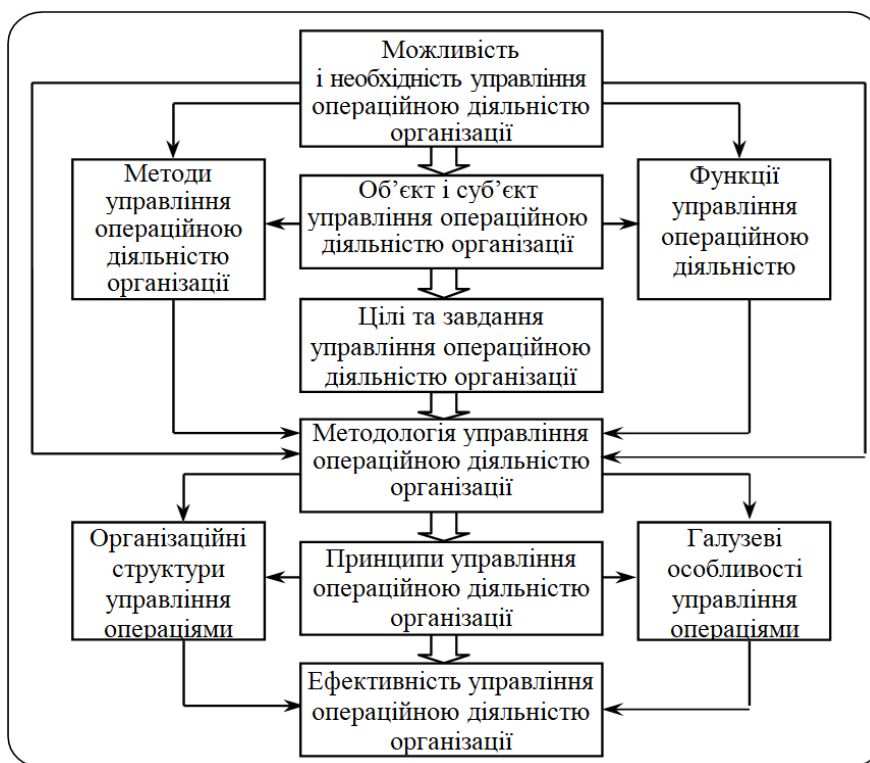 Можливість
і необхідність управління
операційною діяльністю
організації
Методи
управління
операційною
діяльністю
організації
Об’єкт і суб’єкт
управління операційною
діяльністю організації
Функції
управління
операційною
діяльністю
Цілі та завдання
управління операційною
діяльністю організації
Методологія управління
операційною діяльністю
організації
Організаційні
структури
управління
операціями
Принципи управління
операційною діяльністю
організації
Галузеві
особливості
управління
операціями
Ефективність управління
операційною діяльністю
організації